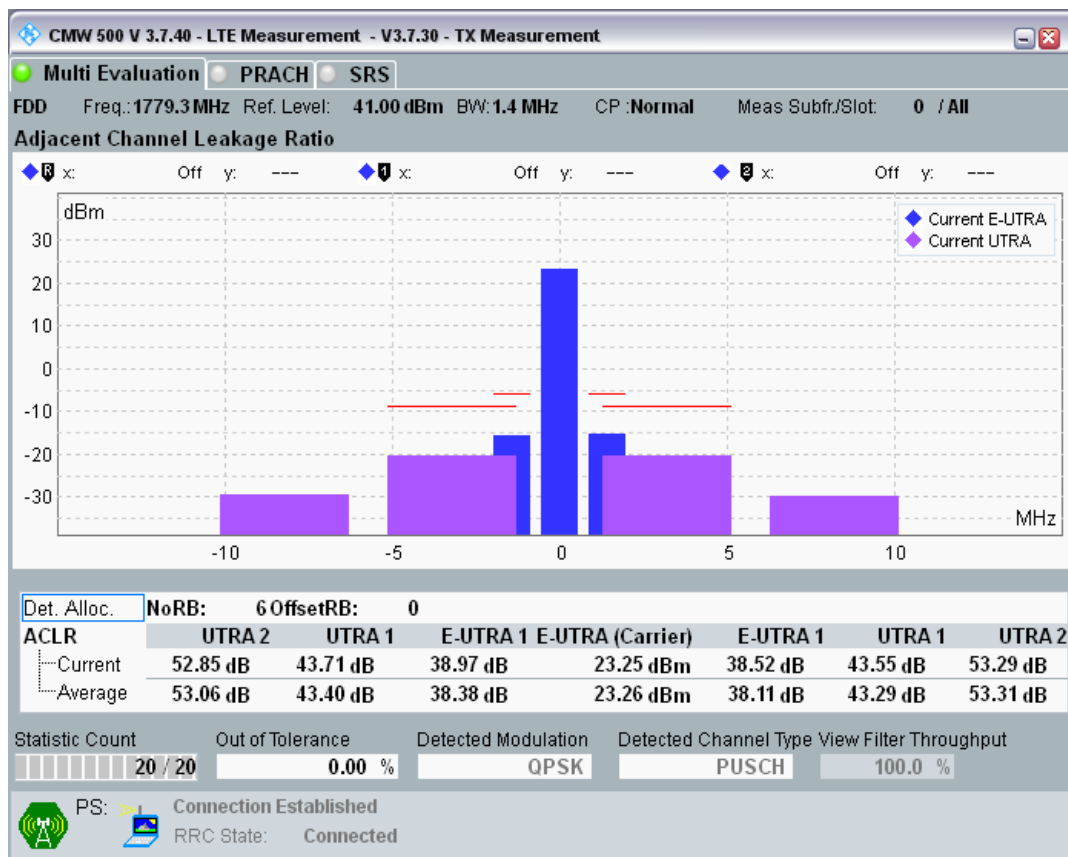 CMW 500 V 3.7.40 - LTE Measurement - V3.7.30 - TX Measurement
Multi Evaluation PRACH SRS
FDD Freq.: 1779.3 MHz Ref. Level: 41.00 dBm BW: 1.4 MHz CP : Normal Meas Subfr./Slot: 0 / All
Adjacent Channel Leakage Ratio
R x: Off y: --- 1 x: Off y: --- 2 x: Off y: ---
dBm
Current E-UTRA
Current UTRA
30
20
10
0
-10
-20
-30
MHz
-10 -5 0 5 10
Det. Alloc. NoRB: 6 OffsetRB: 0
ACLR UTRA 2 UTRA 1 E-UTRA 1 E-UTRA (Carrier) E-UTRA 1 UTRA 1 UTRA 2
Current 52.85 dB 43.71 dB 38.97 dB 23.25 dBm 38.52 dB 43.55 dB 53.29 dB
Average 53.06 dB 43.40 dB 38.38 dB 23.26 dBm 38.11 dB 43.29 dB 53.31 dB
Statistic Count Out of Tolerance Detected Modulation Detected Channel Type View Filter Throughput
20 / 20 0.00 % QPSK PUSCH 100.0 %
PS: Connection Established
RRC State: Connected